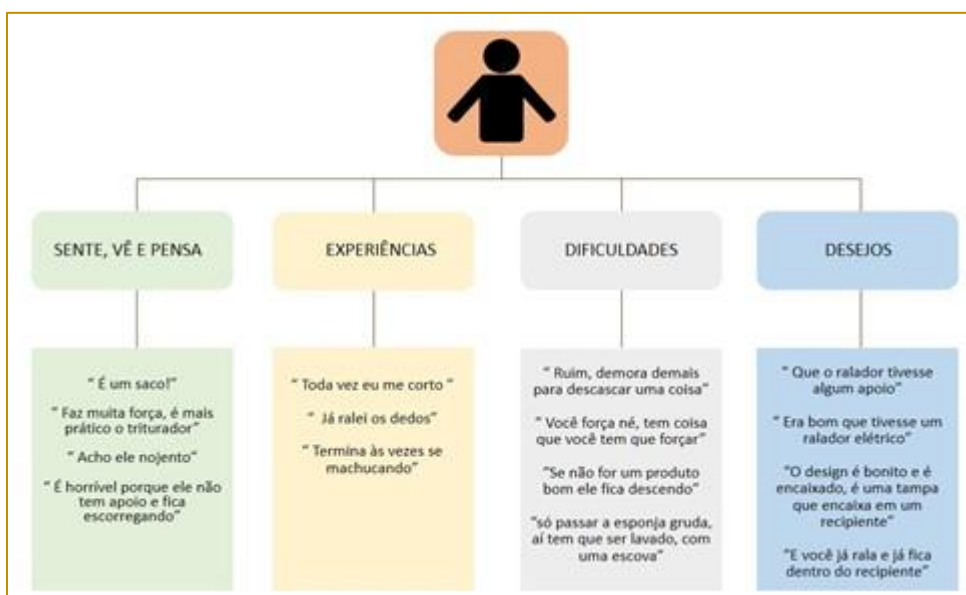 SENTE, VÊ E PENSA
EXPERIÊNCIAS
DIFICULDADES
DESEJOS
" É um saco!"
" Faz muita força, é mais
prático o triturador"
" Acho ele nojento"
" É horrível porque ele não
tem apoio e fica
escorregando"
" Toda vez eu me corto "
" Já ralei os dedos"
" Termina às vezes se
machucando"
" Ruim, demora demais
para descascar uma coisa"
" Você força né, tem coisa
que você tem que forçar"
"Se não for um produto
bom ele fica descendo"
"só passar a esponja gruda,
aí tem que ser lavado, com
uma escova"
" Que o ralador tivesse
algum apoio"
" Era bom que tivesse um
ralador elétrico"
"O design é bonito e é
encaixado, é uma tampa
que encaixa em um
recipiente"
"E você já rala e já fica
dentro do recipiente"